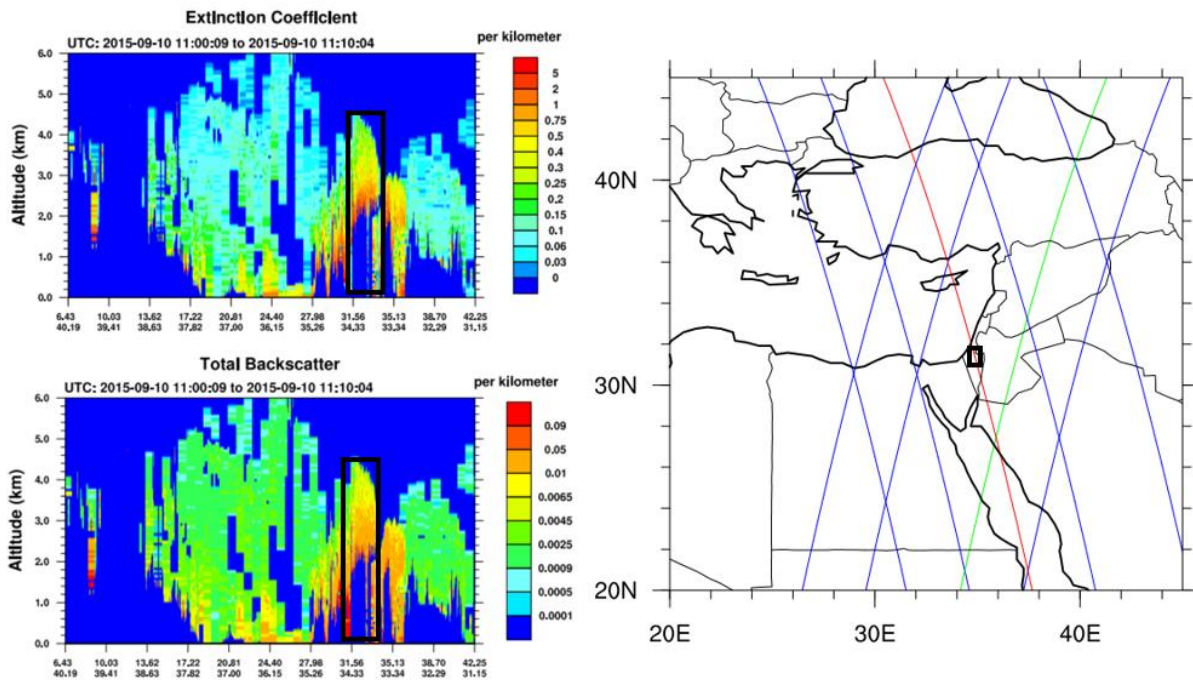 Extinction Coefficient
UTC: 2015-09-10 11:00:09 to 2015-09-10 11:10:04
per kilometer
Altitude (km)
6.0
5.0
4.0
3.0
2.0
1.0
0.0
6.43 10.03 13.62 17.22 20.81 24.40 27.98 31.56 35.13 38.70 42.25
40.19 39.41 38.63 37.82 37.00 36.15 35.26 34.33 33.34 32.29 31.15
5
2
1
0.75
0.5
0.4
0.3
0.25
0.2
0.15
0.1
0.06
0.03
0
Total Backscatter
UTC: 2015-09-10 11:00:09 to 2015-09-10 11:10:04
per kilometer
Altitude (km)
6.0
5.0
4.0
3.0
2.0
1.0
0.0
6.43 10.03 13.62 17.22 20.81 24.40 27.98 31.56 35.13 38.70 42.25
40.19 39.41 38.63 37.82 37.00 36.15 35.26 34.33 33.34 32.29 31.15
0.09
0.05
0.01
0.0065
0.0045
0.0025
0.0009
0.0005
0.0001
40N
30N
20N
20E 30E 40E